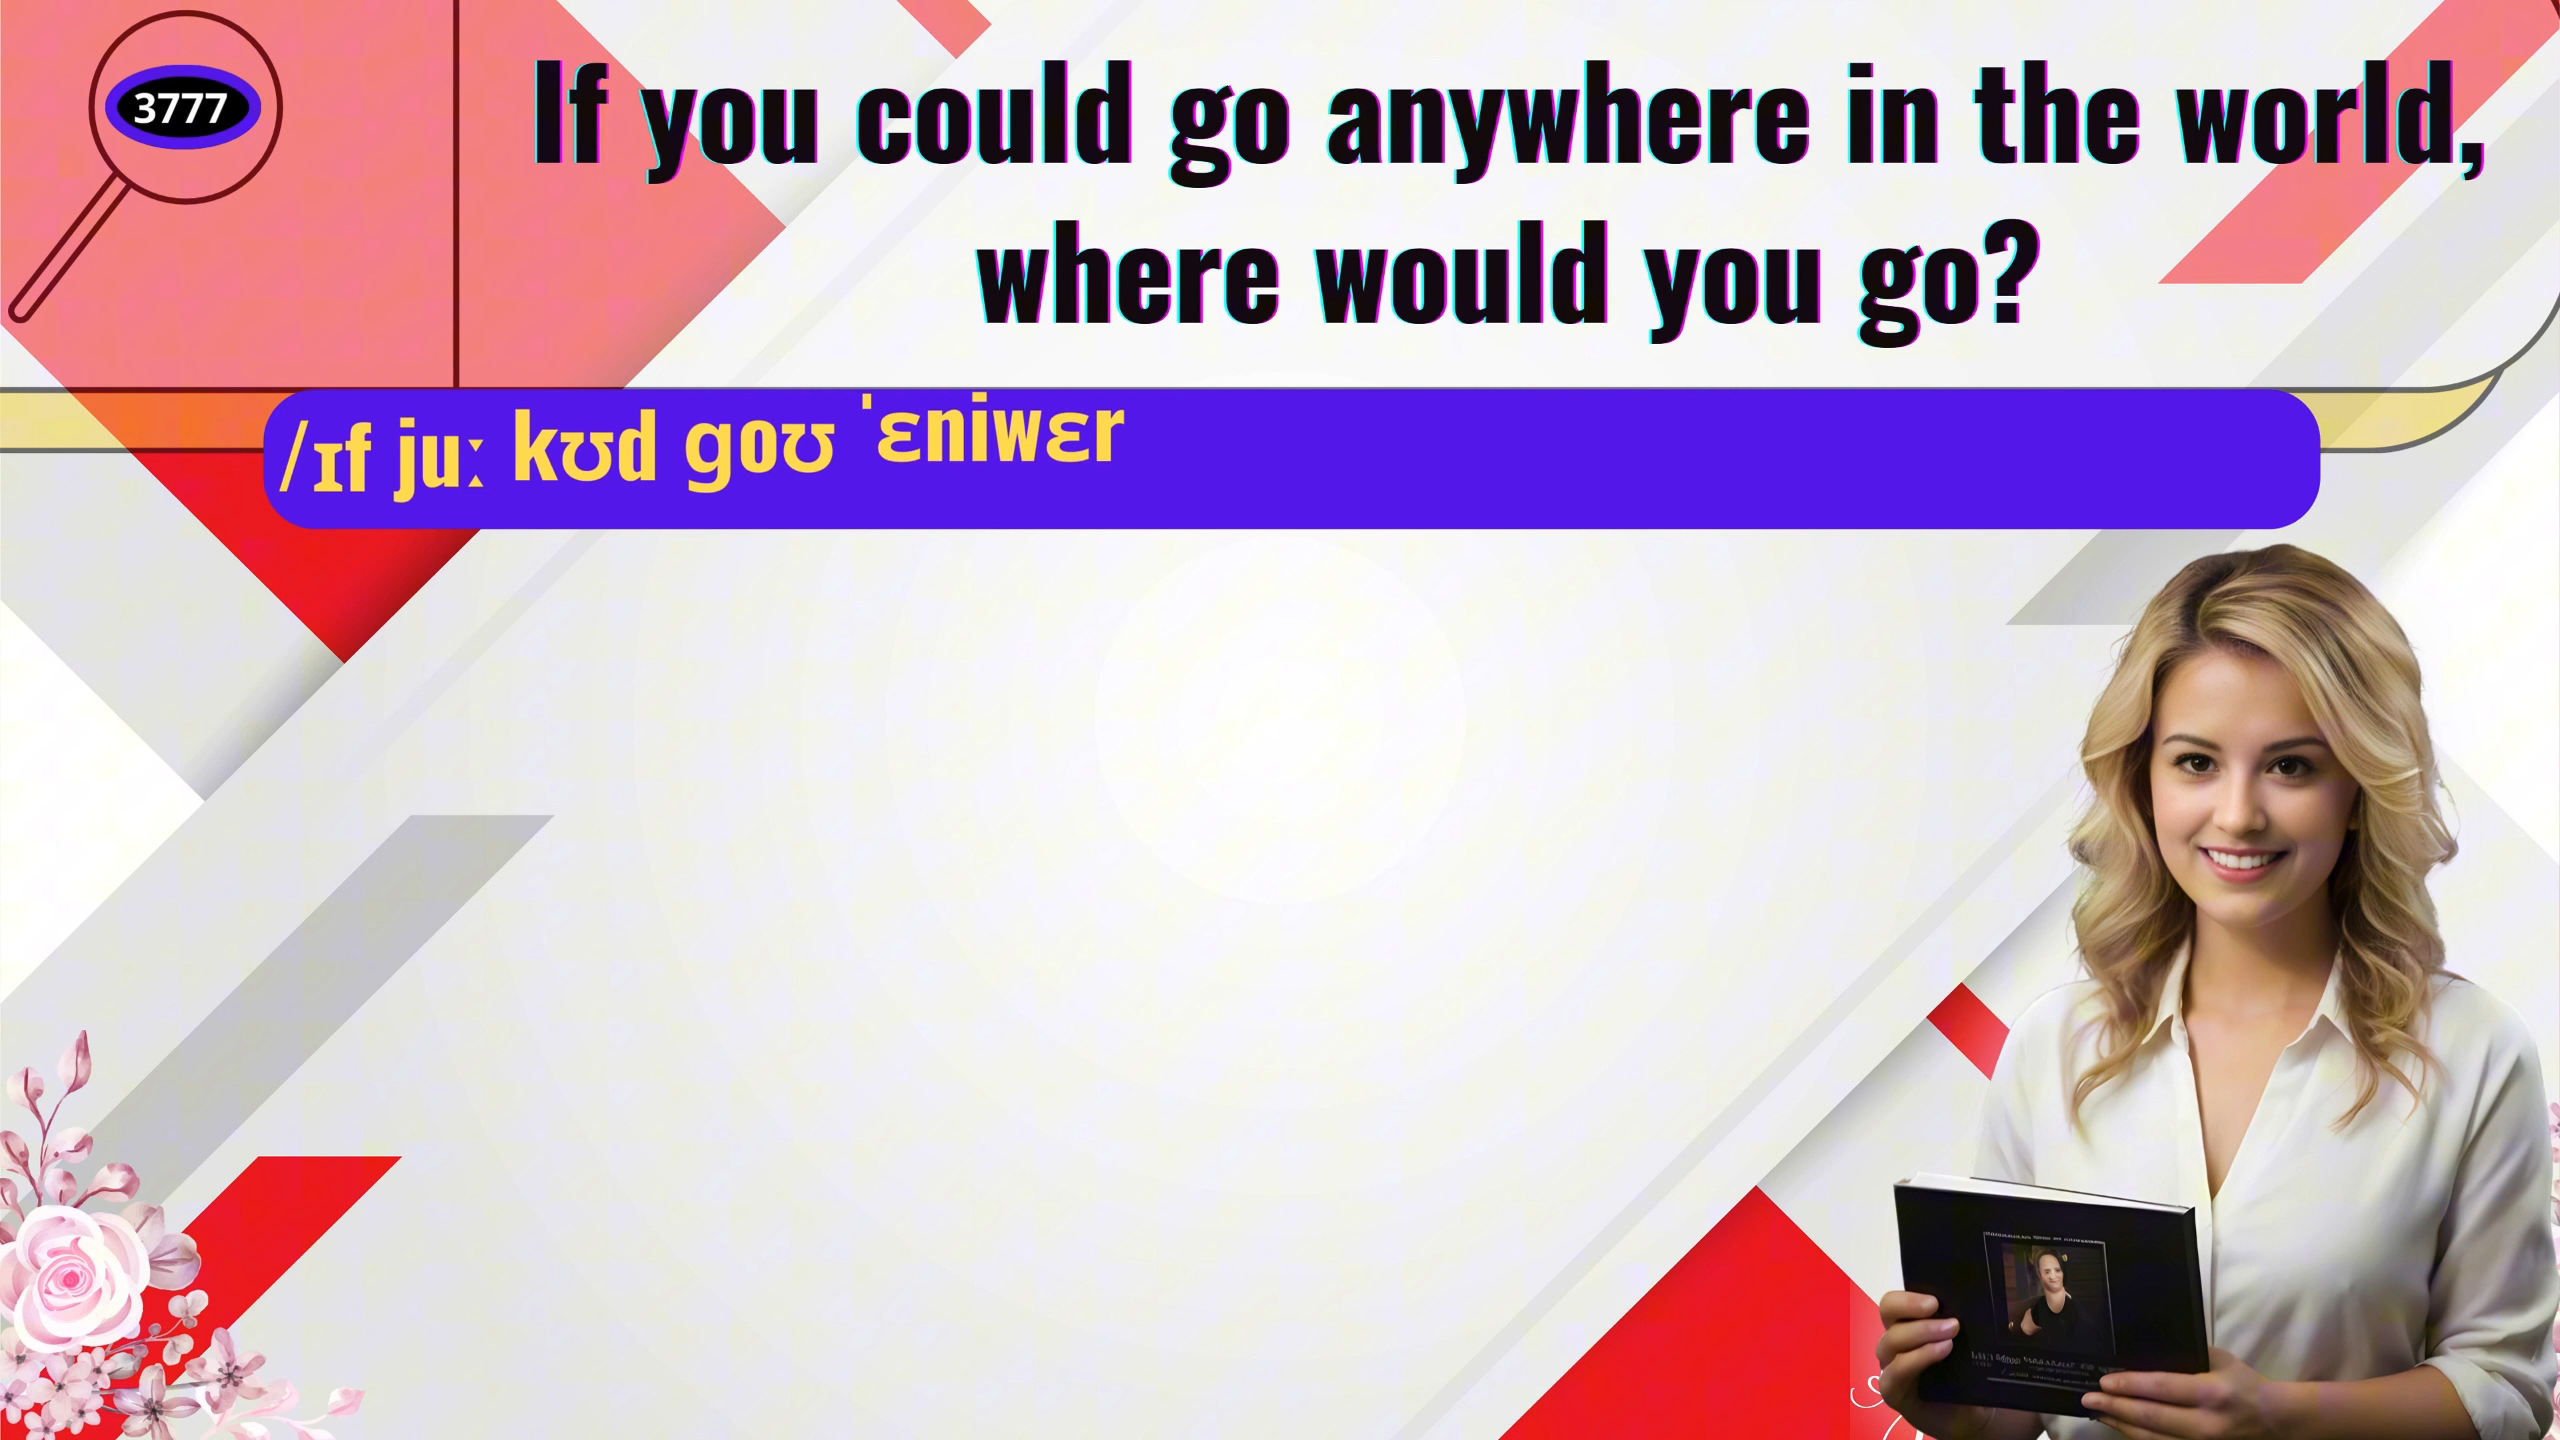 3777
If you could go anywhere in the world,
where would you go?
/ɪf juː kʊd goʊ ˈɛniwɛr